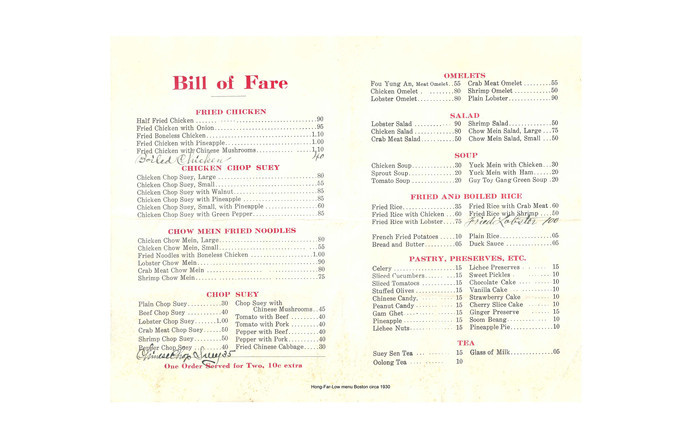 Bill of Fare
FRIED CHICKEN
Half Fried Chicken .90
Fried Chicken with Onion .95
Fried Boneless Chicken 1.10
Fried Chicken with Pineapple 1.00
Fried Chicken with Chinese Mushrooms 1.10
Boiled Chicken
CHICKEN CHOP SUEY
Chicken Chop Suey, Large .80
Chicken Chop Suey, Small .55
Chicken Chop Suey with Walnut .85
Chicken Chop Suey with Pineapple .85
Chicken Chop Suey, Small, with Pineapple .60
Chicken Chop Suey with Green Pepper .85
CHOW MEIN FRIED NOODLES
Chicken Chow Mein, Large .80
Chicken Chow Mein, Small .55
Fried Noodles with Boneless Chicken 1.00
Lobster Chow Mein .90
Crab Meat Chow Mein .80
Shrimp Chow Mein .75
CHOP SUEY
Plain Chop Suey .30
Beef Chop Suey .40
Lobster Chop Suey 1.00
Crab Meat Chop Suey .50
Shrimp Chop Suey .50
Pepper Chop Suey .40
Chinese Chop Suey 35
Chop Suey with
Chinese Mushrooms .45
Tomato with Beef .40
Tomato with Pork .40
Pepper with Beef .40
Pepper with Pork .40
Fried Chinese Cabbage .30
One Order Served for Two, 10c extra
OMELETS
Fou Yung An, Meat Omelet .55
Chicken Omelet .80
Lobster Omelet .80
Crab Meat Omelet .55
Shrimp Omelet .50
Plain Lobster .90
SALAD
Lobster Salad .90
Chicken Salad .80
Crab Meat Salad .50
Shrimp Salad .50
Chow Mein Salad, Large .75
Chow Mein Salad, Small .50
SOUP
Chicken Soup .30
Sprout Soup .20
Tomato Soup .20
Yuck Mein with Chicken .30
Yuck Mein with Ham .20
Guy Toy Gang Green Soup .20
FRIED AND BOILED RICE
Fried Rice .35
Fried Rice with Chicken .60
Fried Rice with Lobster .75
Fried Rice with Crab Meat .60
Fried Rice with Shrimp .50
Fried Lobster 100
French Fried Potatoes .10
Bread and Butter .05
Plain Rice .05
Duck Sauce .05
PASTRY, PRESERVES, ETC.
Celery .15
Sliced Cucumbers .15
Sliced Tomatoes .15
Stuffed Olives .15
Chinese Candy .15
Peanut Candy .15
Gam Ghet .15
Pineapple .15
Lichee Nuts .15
Lichee Preserves .15
Sweet Pickles .10
Chocolate Cake .10
Vanilla Cake .10
Strawberry Cake .10
Cherry Slice Cake .10
Ginger Preserve .15
Soom Beang .10
Pineapple Pie .10
TEA
Suey Sen Tea 15
Oolong Tea 10
Glass of Milk .05
Hong-Far-Low menu Boston circa 1930